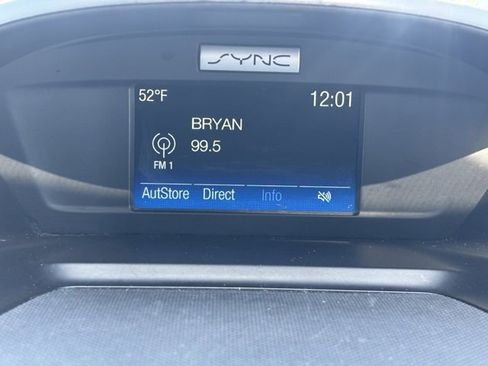 SYNC
52°F 12:01
BRYAN
99.5
FM 1
AutStore Direct Info